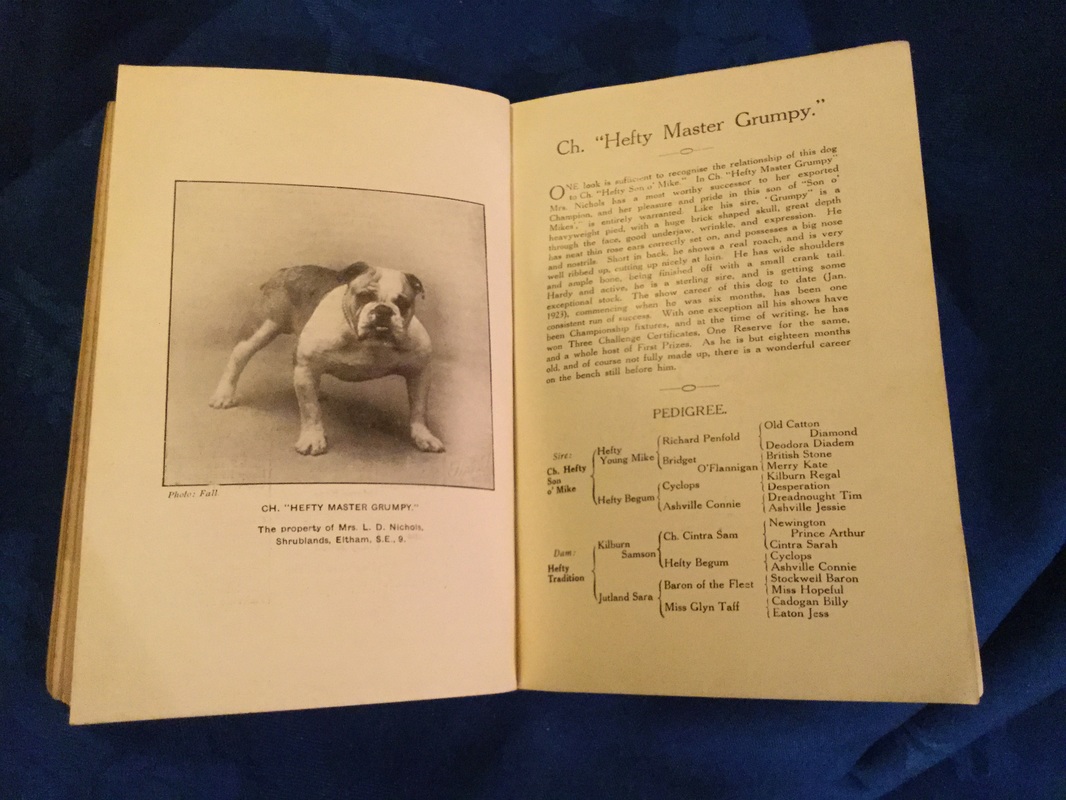 Photo: Fall.
CH. "HEFTY MASTER GRUMPY."
The property of Mrs. L. D. Nichols,
Shrublands, Eltham, S.E., 9.
Ch. "Hefty Master Grumpy."
ONE look is sufficient to recognise the relationship of this dog
to Ch. "Hefty Son o' Mike." In Ch. "Hefty Master Grumpy"
Mrs. Nichols has a most worthy successor to her exported
Champion, and her pleasure and pride in this son of "Son o'
Mikes," is entirely warranted. Like his sire, "Grumpy" is a
heavyweight pied, with a huge brick shaped skull, great depth
through the face, good underjaw, wrinkle, and expression. He
has neat thin rose ears correctly set on, and possesses a big nose
and nostrils. Short in back, he shows a real roach, and is very
well ribbed up, cutting up nicely at loin. He has wide shoulders
and ample bone, being finished off with a small crank tail.
Hardy and active, he is a sterling sire, and is getting some
exceptional stock. The show career of this dog to date (Jan.
1923), commencing when he was six months, has been one
consistent run of success. With one exception all his shows have
been Championship fixtures, and at the time of writing, he has
won Three Challenge Certificates, One Reserve for the same,
and a whole host of First Prizes. As he is but eighteen months
old, and of course not fully made up, there is a wonderful career
on the bench still before him.
PEDIGREE.
Sire:
Ch. Hefty
Son
o' Mike
Hefty
Young Mike
Hefty Begum
Richard Penfold
Bridget
O'Flannigan
Cyclops
Ashville Connie
Old Catton
Diamond
Deodora Diadem
British Stone
Merry Kate
Kilburn Regal
Desperation
Dreadnought Tim
Ashville Jessie
Dam:
Hefty
Tradition
Kilburn
Samson
Jutland Sara
Ch. Cintra Sam
Hefty Begum
Baron of the Fleet
Miss Glyn Taff
Newington
Prince Arthur
Cintra Sarah
Cyclops
Ashville Connie
Stockwell Baron
Miss Hopeful
Cadogan Billy
Eaton Jess